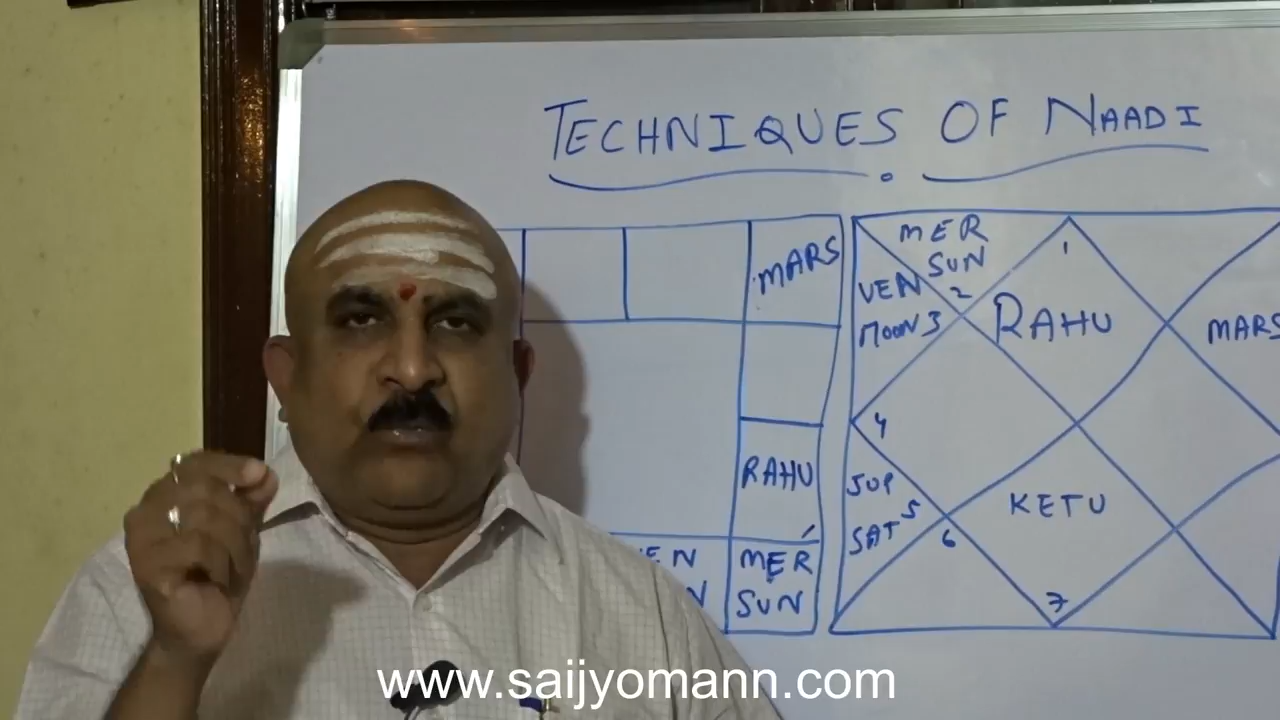 TECHNIQUES OF NAADI
MARS
RAHU
MER
SUN
MER
SUN
2
VEN
MOON 3
1
RAHU
MARS
4
JUP
SAT 5
6
KETU
7
www.saijyomann.com